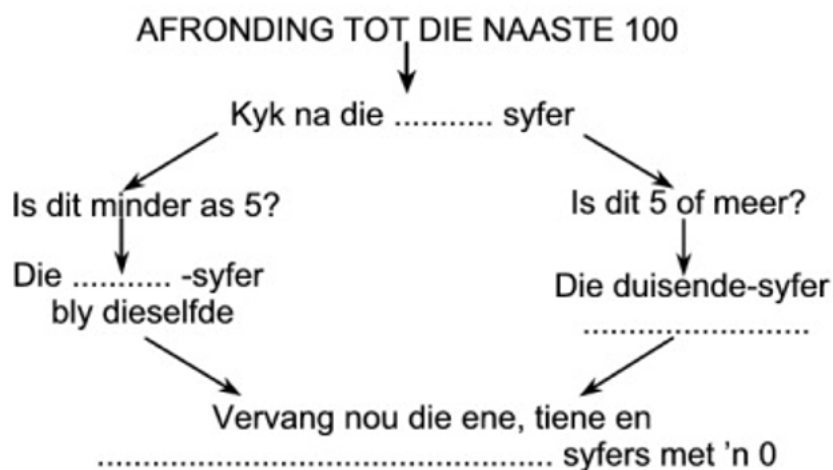 AFRONDING TOT DIE NAASTE 100
Kyk na die ........... syfer
Is dit minder as 5?
Is dit 5 of meer?
Die ........... -syfer
bly dieselfde
Die duisende-syfer
.........................
Vervang nou die ene, tiene en
.................................................. syfers met 'n 0